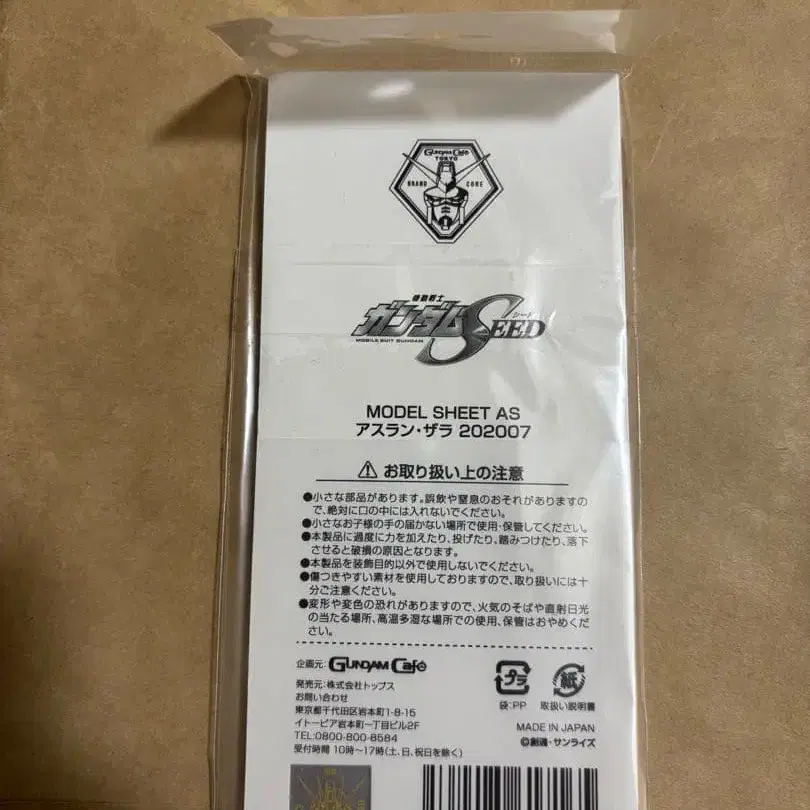 GUNDAM Café
TOKYO
BRAND CORE
機動戦士
ガンダムSEED
シード
MOBILE SUIT GUNDAM
MODEL SHEET AS
アスラン・ザラ 202007
お取り扱い上の注意
●小さな部品があります。誤飲や窒息のおそれがありますの
で、絶対に口の中には入れないでください。
●小さなお子様の手の届かない場所で使用・保管してください。
●本製品に過度に力を加えたり、投げたり、踏みつけたり、落下
させると破損の原因となります。
●本製品を装飾目的以外で使用しないでください。
●傷つきやすい素材を使用しておりますので、取り扱いには十
分ご注意ください。
●変形や変色の恐れがありますので、火気のそばや直射日光
の当たる場所、高温多湿な場所での使用、保管はおやめくだ
さい。
企画元: GUNDAM Café
発売元:株式会社トップス
お問い合わせ
東京都千代田区岩本町1-8-15
イトーピア岩本町一丁目ビル2F
TEL:0800-800-8584
受付時間 10時〜17時(土、日、祝日を除く)
プラ
袋:PP
紙
取扱い説明書
MADE IN JAPAN
©創通・サンライズ